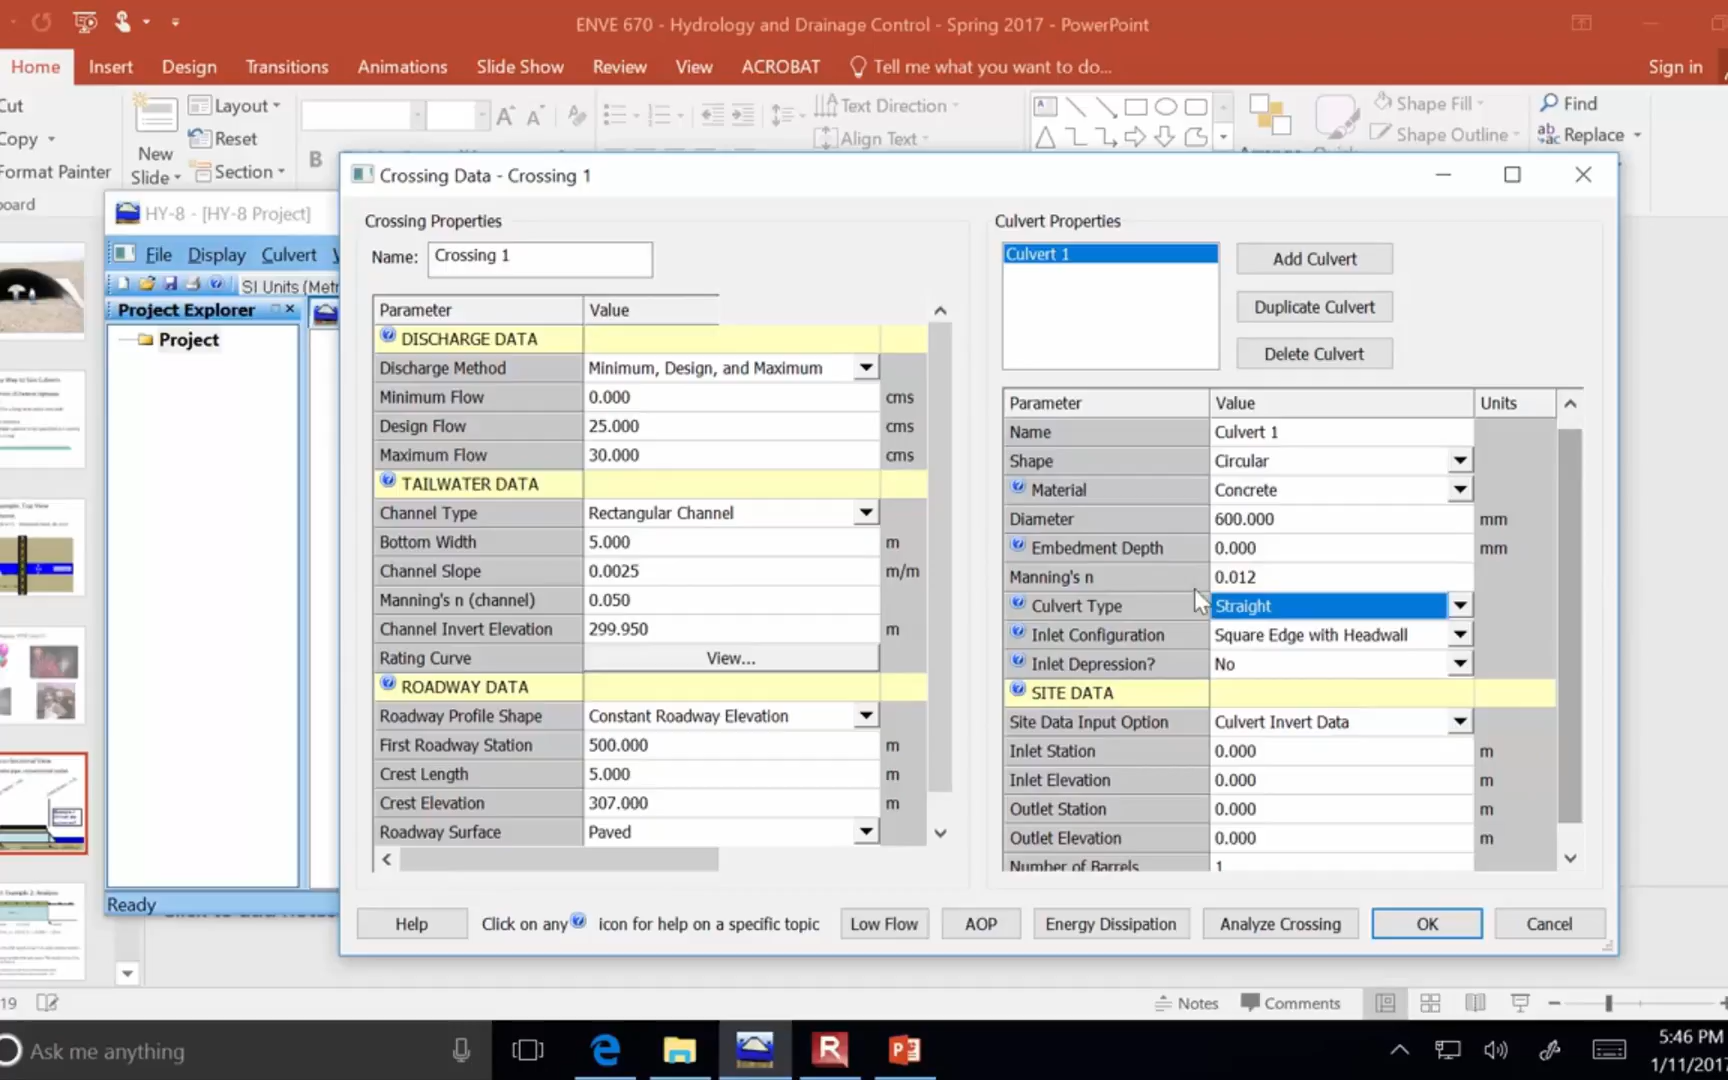 ENVE 670 - Hydrology and Drainage Control - Spring 2017 - PowerPoint
Home Insert Design Transitions Animations Slide Show Review View ACROBAT Tell me what you want to do... Sign in
Cut
Copy
Format Painter
New
Slide
Layout
Reset
Section
B
Text Direction
Align Text
Shape Fill
Shape Outline
Find
Replace
HY-8 - [HY-8 Project]
File Display Culvert
SI Units (Metr
Project Explorer
Project
Ready
Crossing Data - Crossing 1
Crossing Properties
Name: Crossing 1
Parameter Value
DISCHARGE DATA
Discharge Method Minimum, Design, and Maximum
Minimum Flow 0.000 cms
Design Flow 25.000 cms
Maximum Flow 30.000 cms
TAILWATER DATA
Channel Type Rectangular Channel
Bottom Width 5.000 m
Channel Slope 0.0025 m/m
Manning's n (channel) 0.050
Channel Invert Elevation 299.950 m
Rating Curve View...
ROADWAY DATA
Roadway Profile Shape Constant Roadway Elevation
First Roadway Station 500.000 m
Crest Length 5.000 m
Crest Elevation 307.000 m
Roadway Surface Paved
Culvert Properties
Culvert 1
Add Culvert
Duplicate Culvert
Delete Culvert
Parameter Value Units
Name Culvert 1
Shape Circular
Material Concrete
Diameter 600.000 mm
Embedment Depth 0.000 mm
Manning's n 0.012
Culvert Type Straight
Inlet Configuration Square Edge with Headwall
Inlet Depression? No
SITE DATA
Site Data Input Option Culvert Invert Data
Inlet Station 0.000 m
Inlet Elevation 0.000 m
Outlet Station 0.000 m
Outlet Elevation 0.000 m
Number of Barrels 1
Help Click on any icon for help on a specific topic Low Flow AOP Energy Dissipation Analyze Crossing OK Cancel
19 Notes Comments
Ask me anything
5:46 PM
1/11/201